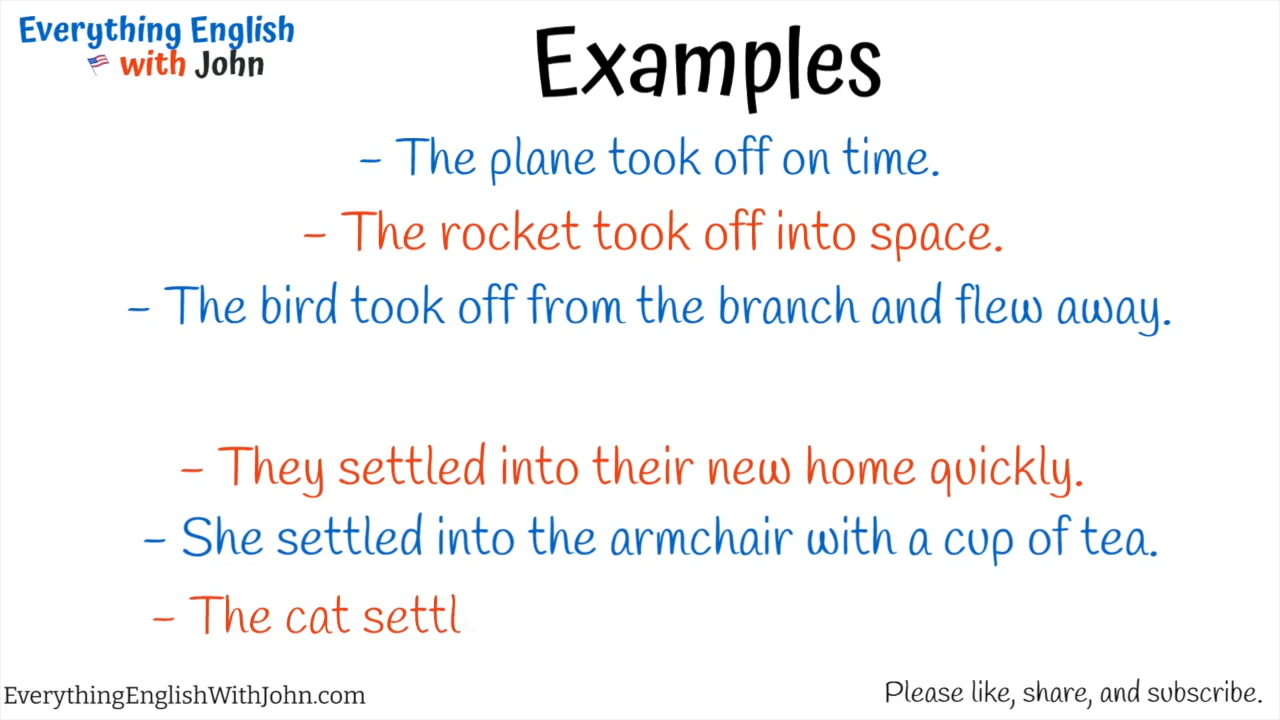 Everything English
with John
Examples
- The plane took off on time.
- The rocket took off into space.
- The bird took off from the branch and flew away.
- They settled into their new home quickly.
- She settled into the armchair with a cup of tea.
- The cat settl
EverythingEnglishWithJohn.com
Please like, share, and subscribe.